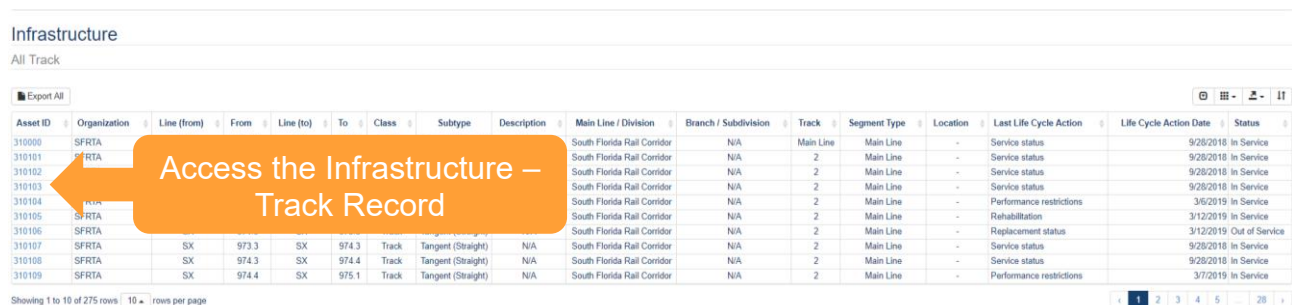 Infrastructure
All Track
Export All
Asset ID Organization Line (from) From Line (to) To Class Subtype Description Main Line / Division Branch / Subdivision Track Segment Type Location Last Life Cycle Action Life Cycle Action Date Status
310000 SFRTA South Florida Rail Corridor N/A Main Line Main Line - Service status 9/28/2018 In Service
310101 South Florida Rail Corridor N/A 2 Main Line - Service status 9/28/2018 In Service
310102 South Florida Rail Corridor N/A 2 Main Line - Service status 9/28/2018 In Service
310103 South Florida Rail Corridor N/A 2 Main Line - Service status 9/28/2018 In Service
310104 South Florida Rail Corridor N/A 2 Main Line - Performance restrictions 3/6/2019 In Service
310105 SFRTA South Florida Rail Corridor N/A 2 Main Line - Rehabilitation 3/12/2019 In Service
310106 SFRTA South Florida Rail Corridor N/A 2 Main Line - Replacement status 3/12/2019 Out of Service
310107 SFRTA SX 973.3 SX 974.3 Track Tangent (Straight) N/A South Florida Rail Corridor N/A 2 Main Line - Service status 9/28/2018 In Service
310108 SFRTA SX 974.3 SX 974.4 Track Tangent (Straight) N/A South Florida Rail Corridor N/A 2 Main Line - Service status 9/28/2018 In Service
310109 SFRTA SX 974.4 SX 975.1 Track Tangent (Straight) N/A South Florida Rail Corridor N/A 2 Main Line - Performance restrictions 3/7/2019 In Service
Access the Infrastructure –
Track Record
Showing 1 to 10 of 275 rows 10 rows per page ‹ 1 2 3 4 5 ... 28 ›